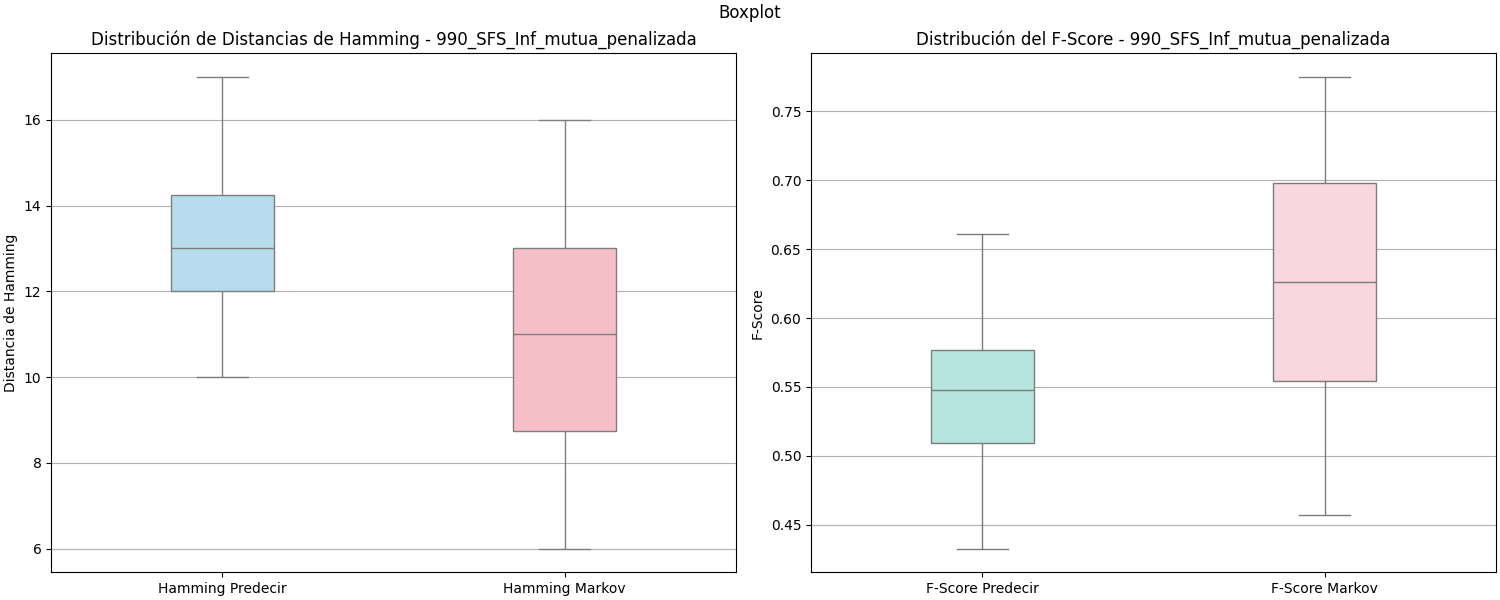 Boxplot
Distribución de Distancias de Hamming - 990_SFS_Inf_mutua_penalizada
Distancia de Hamming
16
14
12
10
8
6
Hamming Predecir
Hamming Markov
Distribución del F-Score - 990_SFS_Inf_mutua_penalizada
F-Score
0.75
0.70
0.65
0.60
0.55
0.50
0.45
F-Score Predecir
F-Score Markov